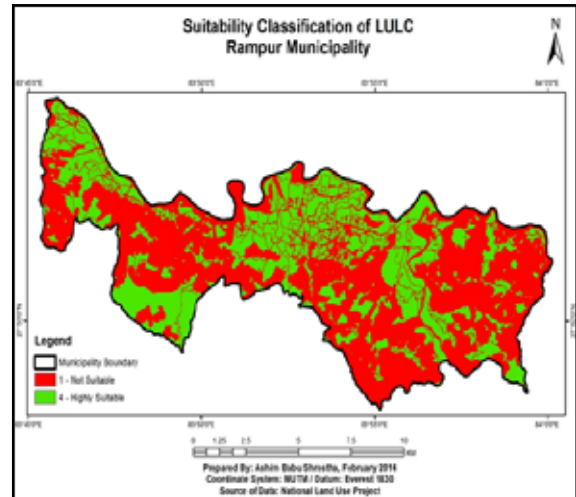 Suitability Classification of LULC
Rampur Municipality
N
Legend
Municipality Boundary
1 - Not Suitable
4 - Highly Suitable
0 1.25 2.5 5 7.5 10
Prepared By: Ashim Babu Shrestha, February 2016
Coordinate System: MUTM / Datum: Everest 1830
Source of Data: National Land Use Project